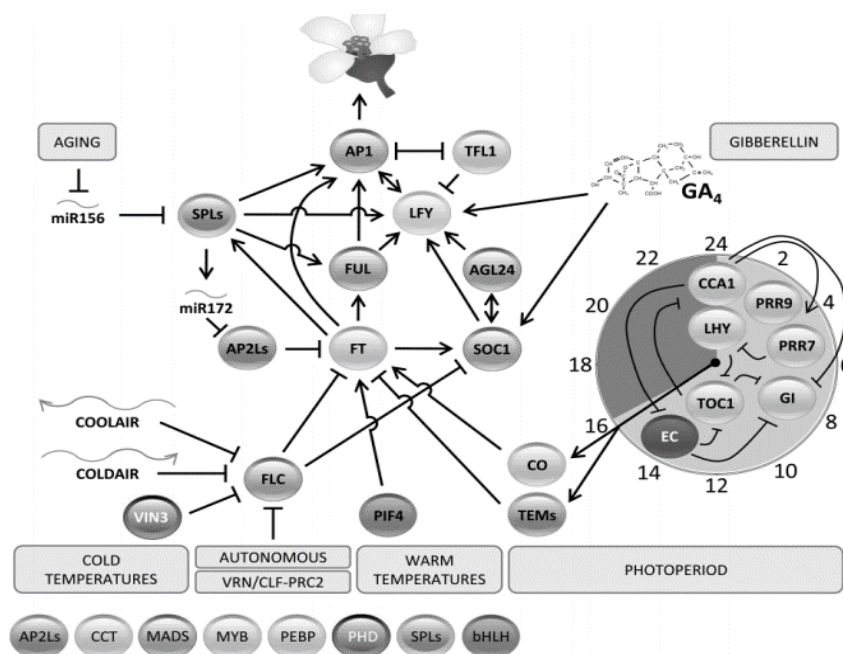 AGING
GIBBERELLIN
AP1
TFL1
GA4
miR156
SPLs
LFY
FUL
AGL24
miR172
AP2Ls
FT
SOC1
22
24
2
CCA1
PRR9
20
4
LHY
PRR7
18
6
TOC1
GI
16
EC
8
14
12
10
COOLAIR
COLDAIR
FLC
CO
VIN3
PIF4
TEMs
COLD
TEMPERATURES
AUTONOMOUS
VRN/CLF-PRC2
WARM
TEMPERATURES
PHOTOPERIOD
AP2Ls
CCT
MADS
MYB
PEBP
PHD
SPLs
bHLH